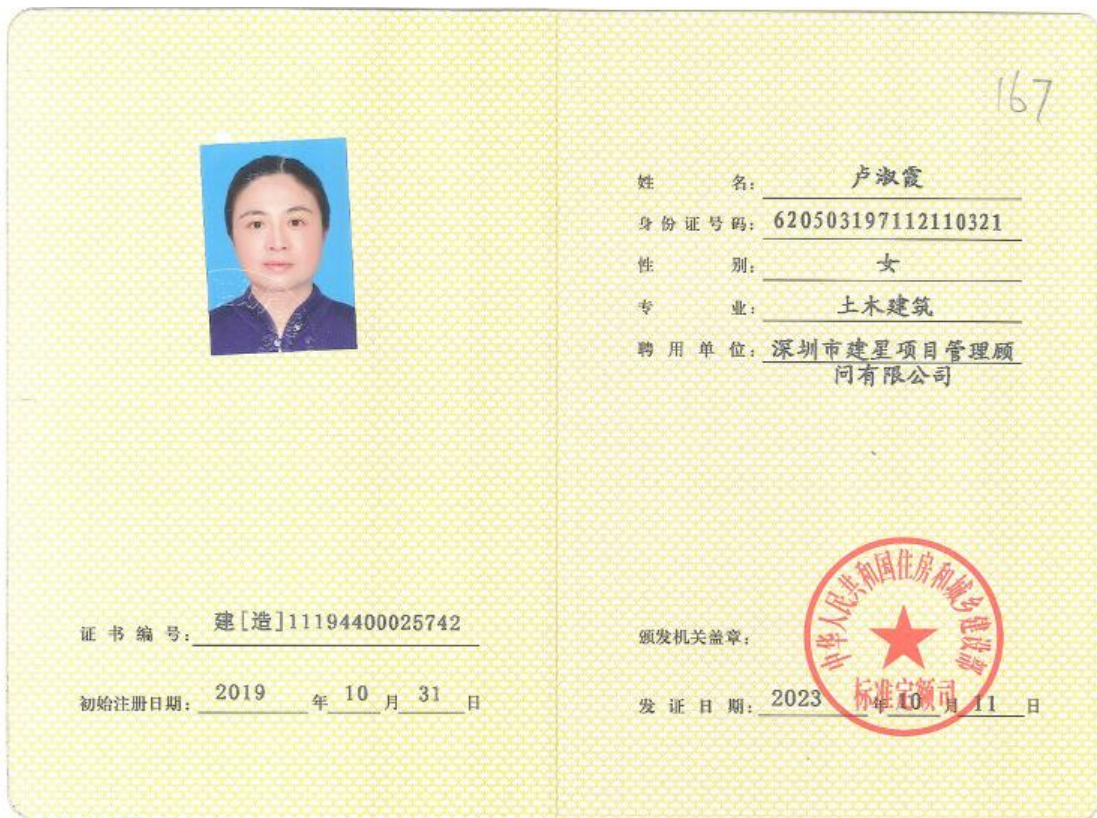 167
姓名: 卢淑霞
身份证号码: 620503197112110321
性别: 女
专业: 土木建筑
聘用单位: 深圳市建星项目管理顾
问有限公司
证书编号: 建[造]11194400025742
初始注册日期: 2019 年 10 月 31 日
颁发机关盖章:
中华人民共和国住房和城乡建设部
标准定额司
发证日期: 2023 年 10 月 11 日